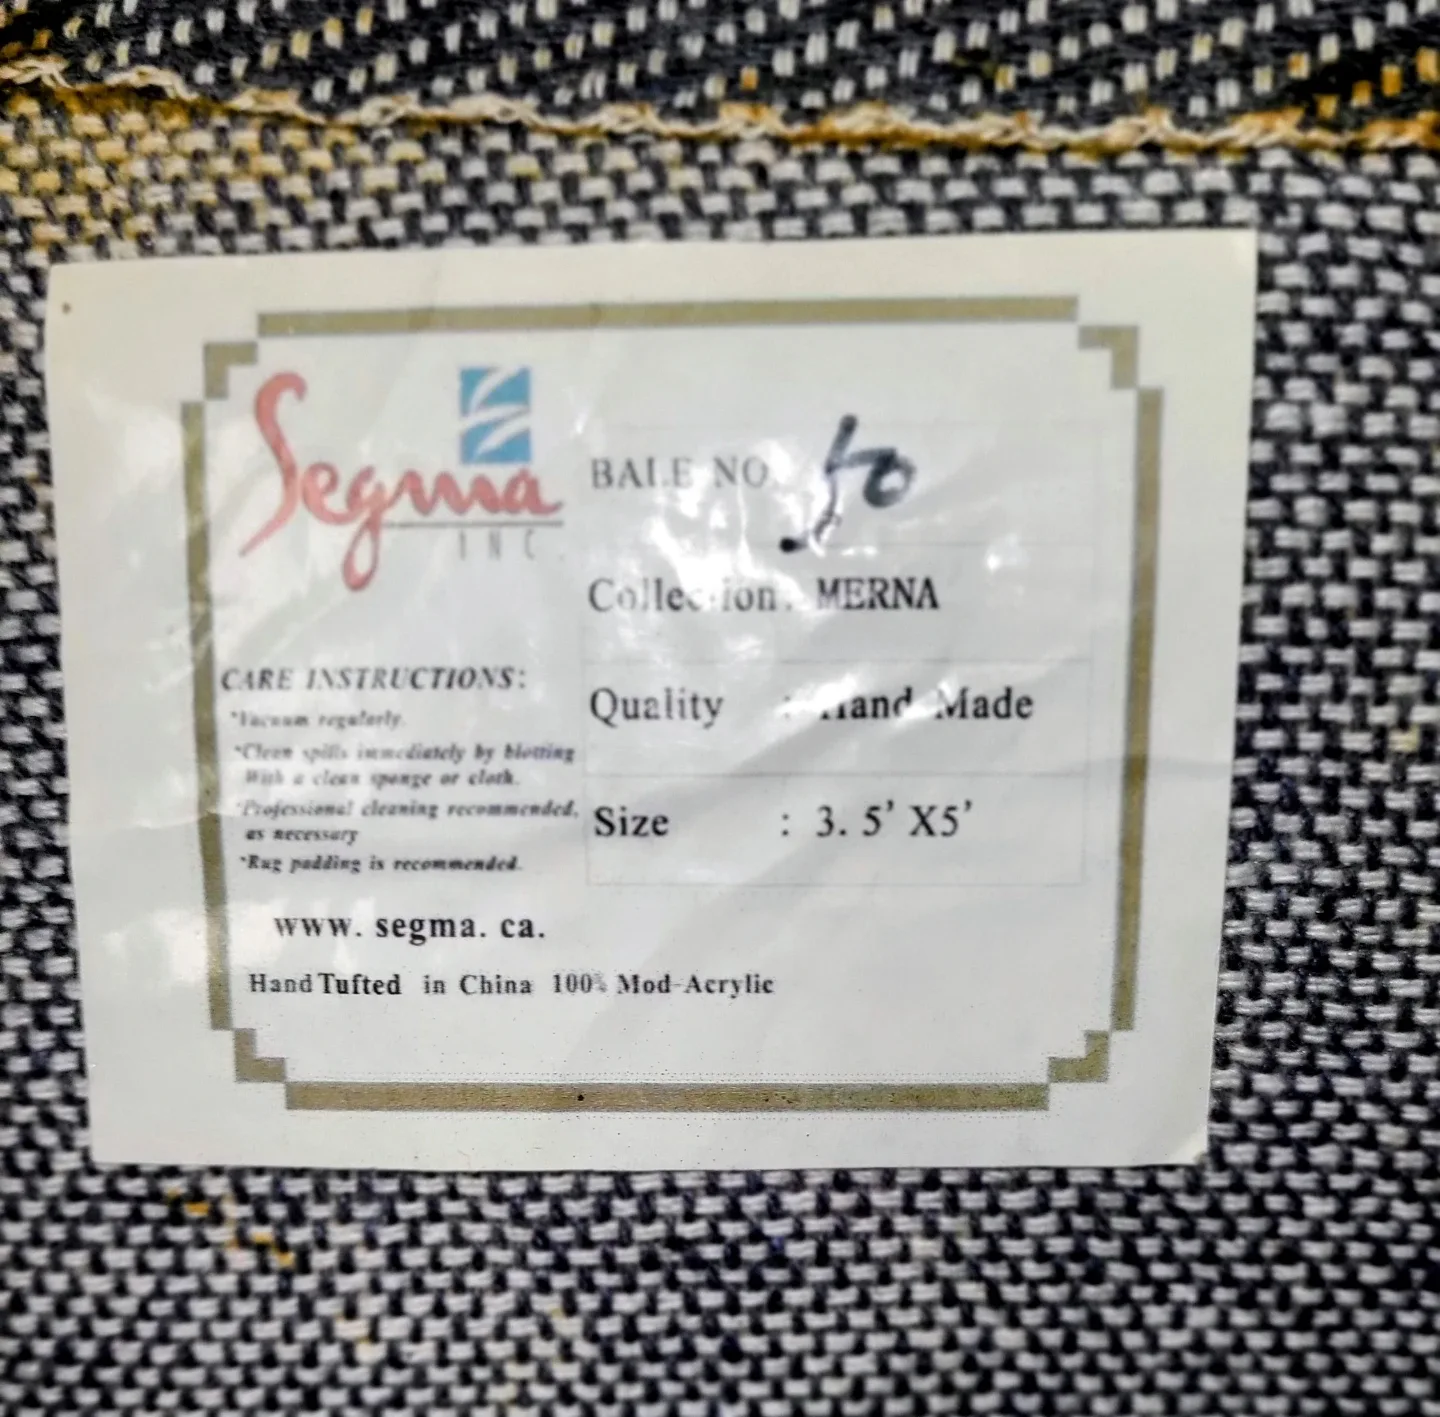 Segma
INC.
BALE NO. 50
Collection: MERNA
Quality : Hand Made
Size : 3. 5' X5'
CARE INSTRUCTIONS:
*Vacuum regularly.
*Clean spills immediately by blotting
With a clean sponge or cloth.
*Professional cleaning recommended,
as necessary
*Rug padding is recommended.
www. segma. ca.
Hand Tufted in China 100% Mod-Acrylic